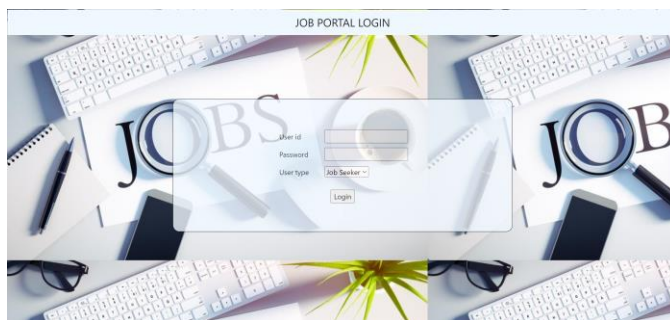 JOB PORTAL LOGIN
JOBS
User id
Password
User type Job Seeker
Login
JOB